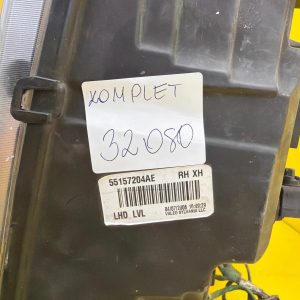 KOMPLET
32080
55157204AE RH XH
LHD LVL
VALEO SYLVANIA LLC